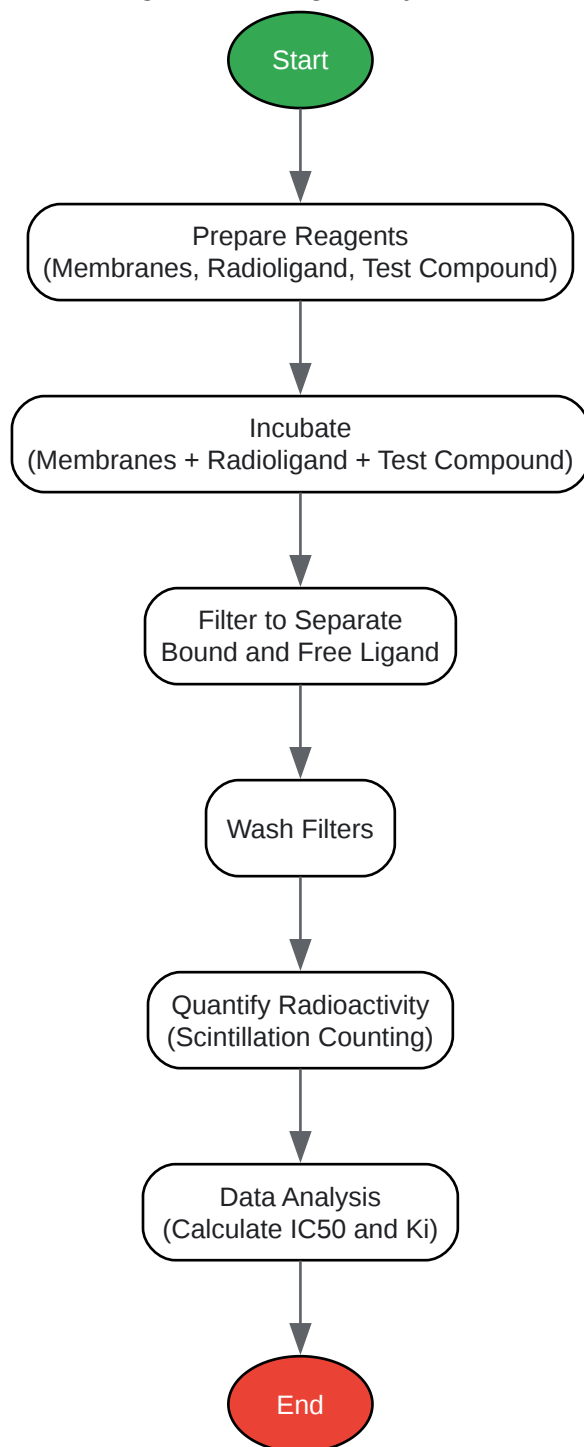 Start
Prepare Reagents
(Membranes, Radioligand, Test Compound)
Incubate
(Membranes + Radioligand + Test Compound)
Filter to Separate
Bound and Free Ligand
Wash Filters
Quantify Radioactivity
(Scintillation Counting)
Data Analysis
(Calculate IC50 and Ki)
End